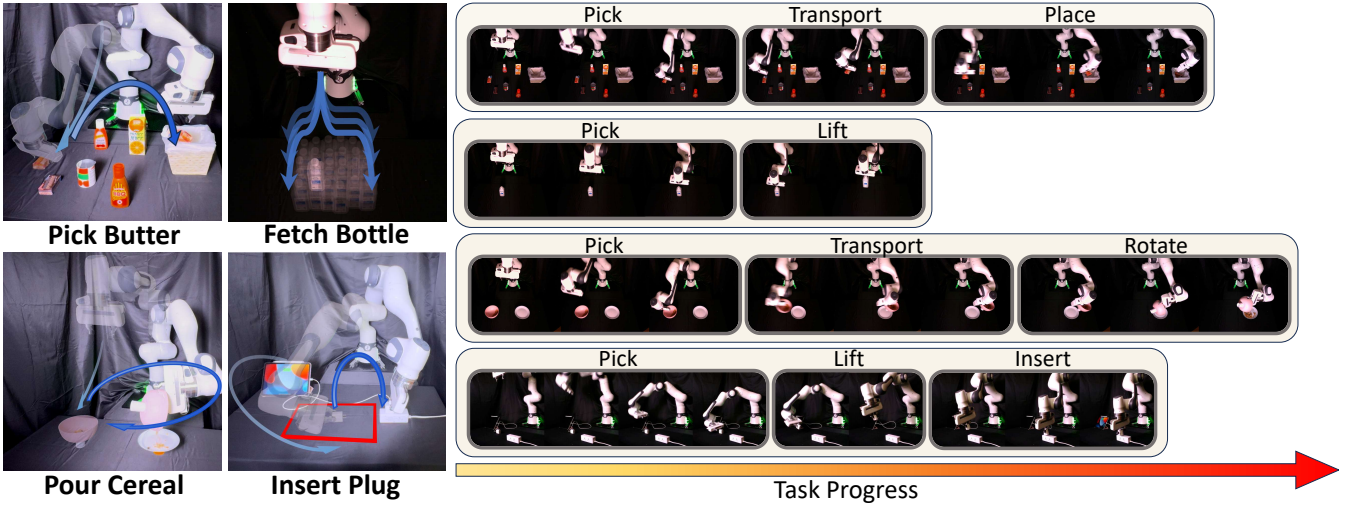 Pick Transport Place
Pick Lift
Pick Butter Fetch Bottle
Pick Transport Rotate
Pick Lift Insert
Pour Cereal Insert Plug
Task Progress